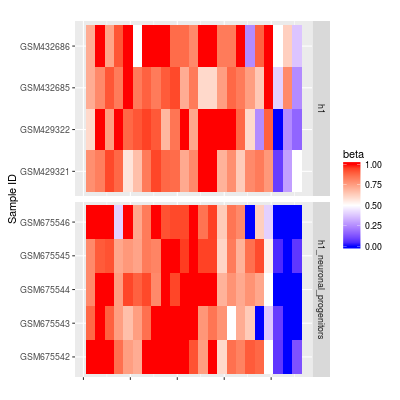 Sample ID
GSM432686
GSM432685
GSM429322
GSM429321
h1
GSM675546
GSM675545
GSM675544
GSM675543
GSM675542
h1_neuronal_progenitors
beta
1.00
0.75
0.50
0.25
0.00